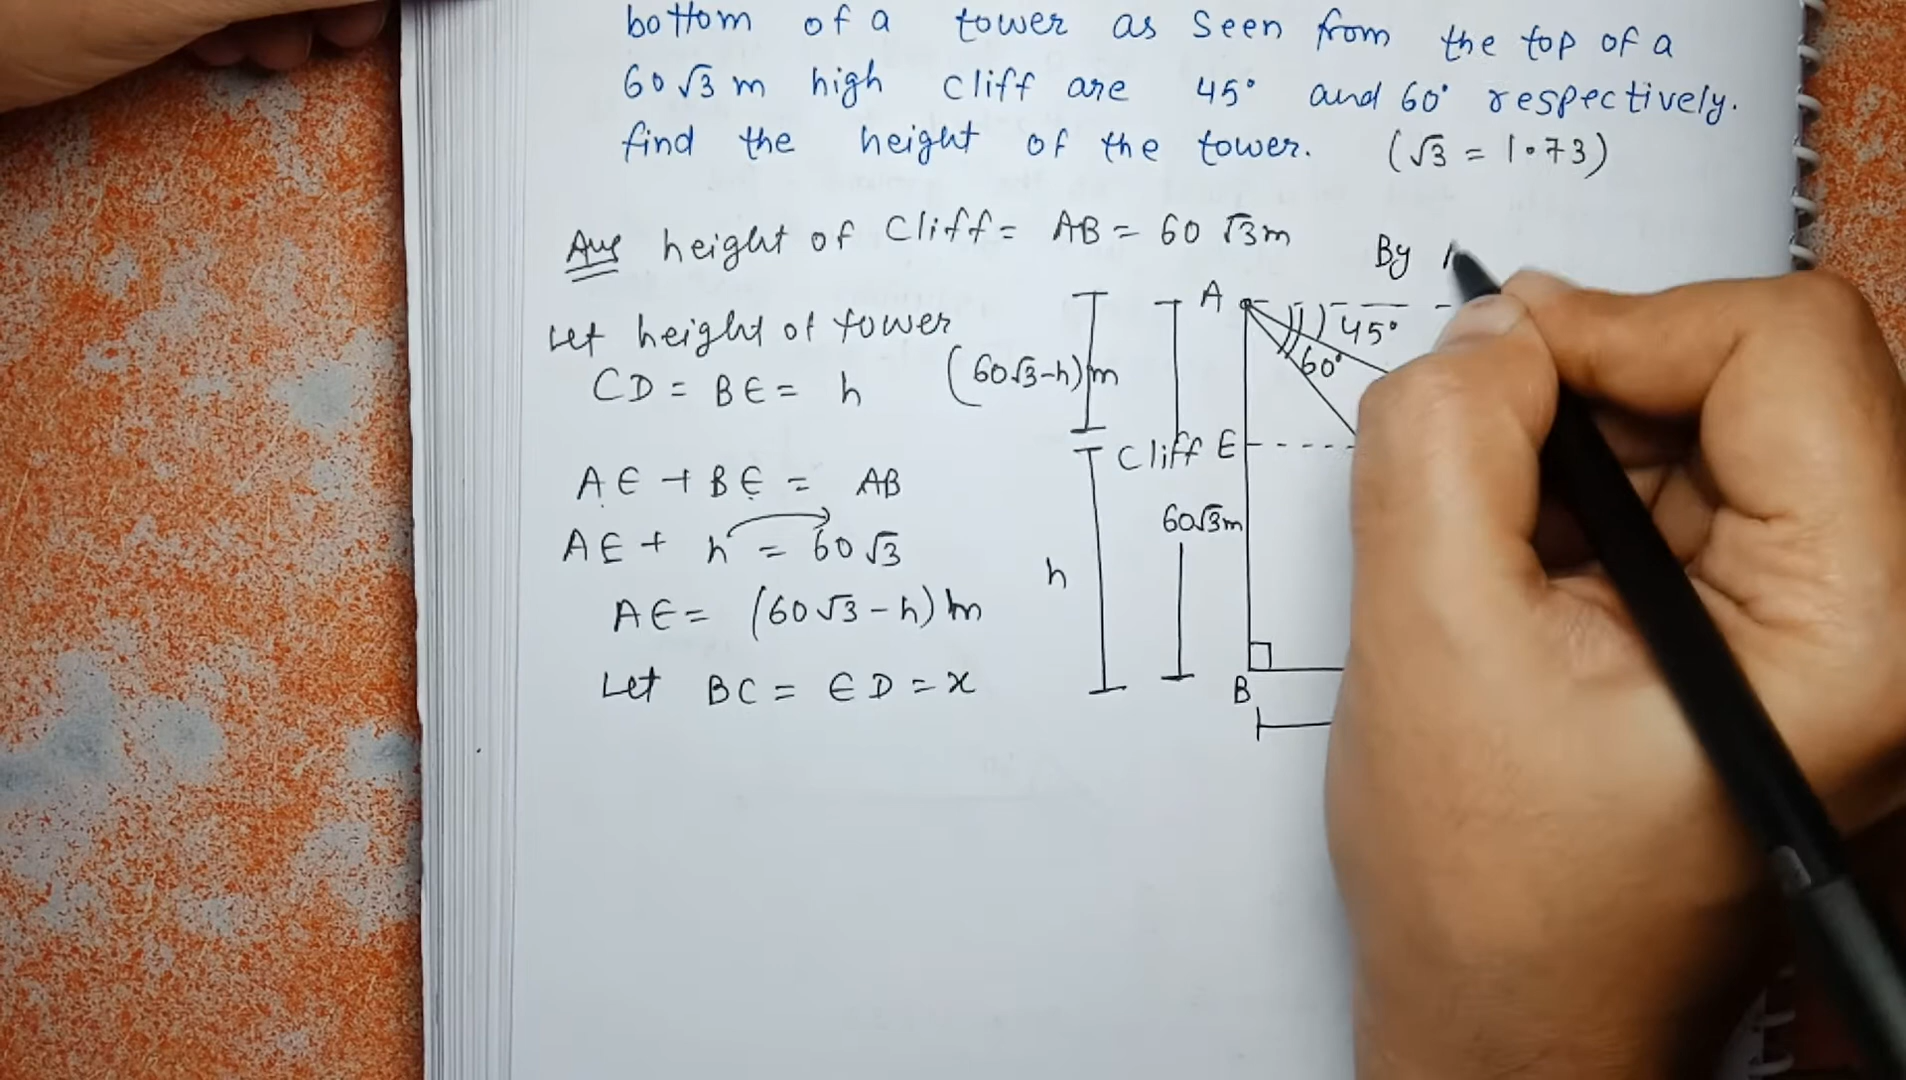 bottom of a tower as seen from the top of a
60√3 m high cliff are 45° and 60° respectively.
find the height of the tower. (√3 = 1.73)
Ans height of Cliff = AB = 60 √3m
By
Let height of tower
CD = BE = h
(60√3-h)m
A
45°
60°
AE + BE = AB
Cliff E
AE + h = 60√3
60√3m
h
AE = (60√3 - h) m
Let BC = ED = x
B